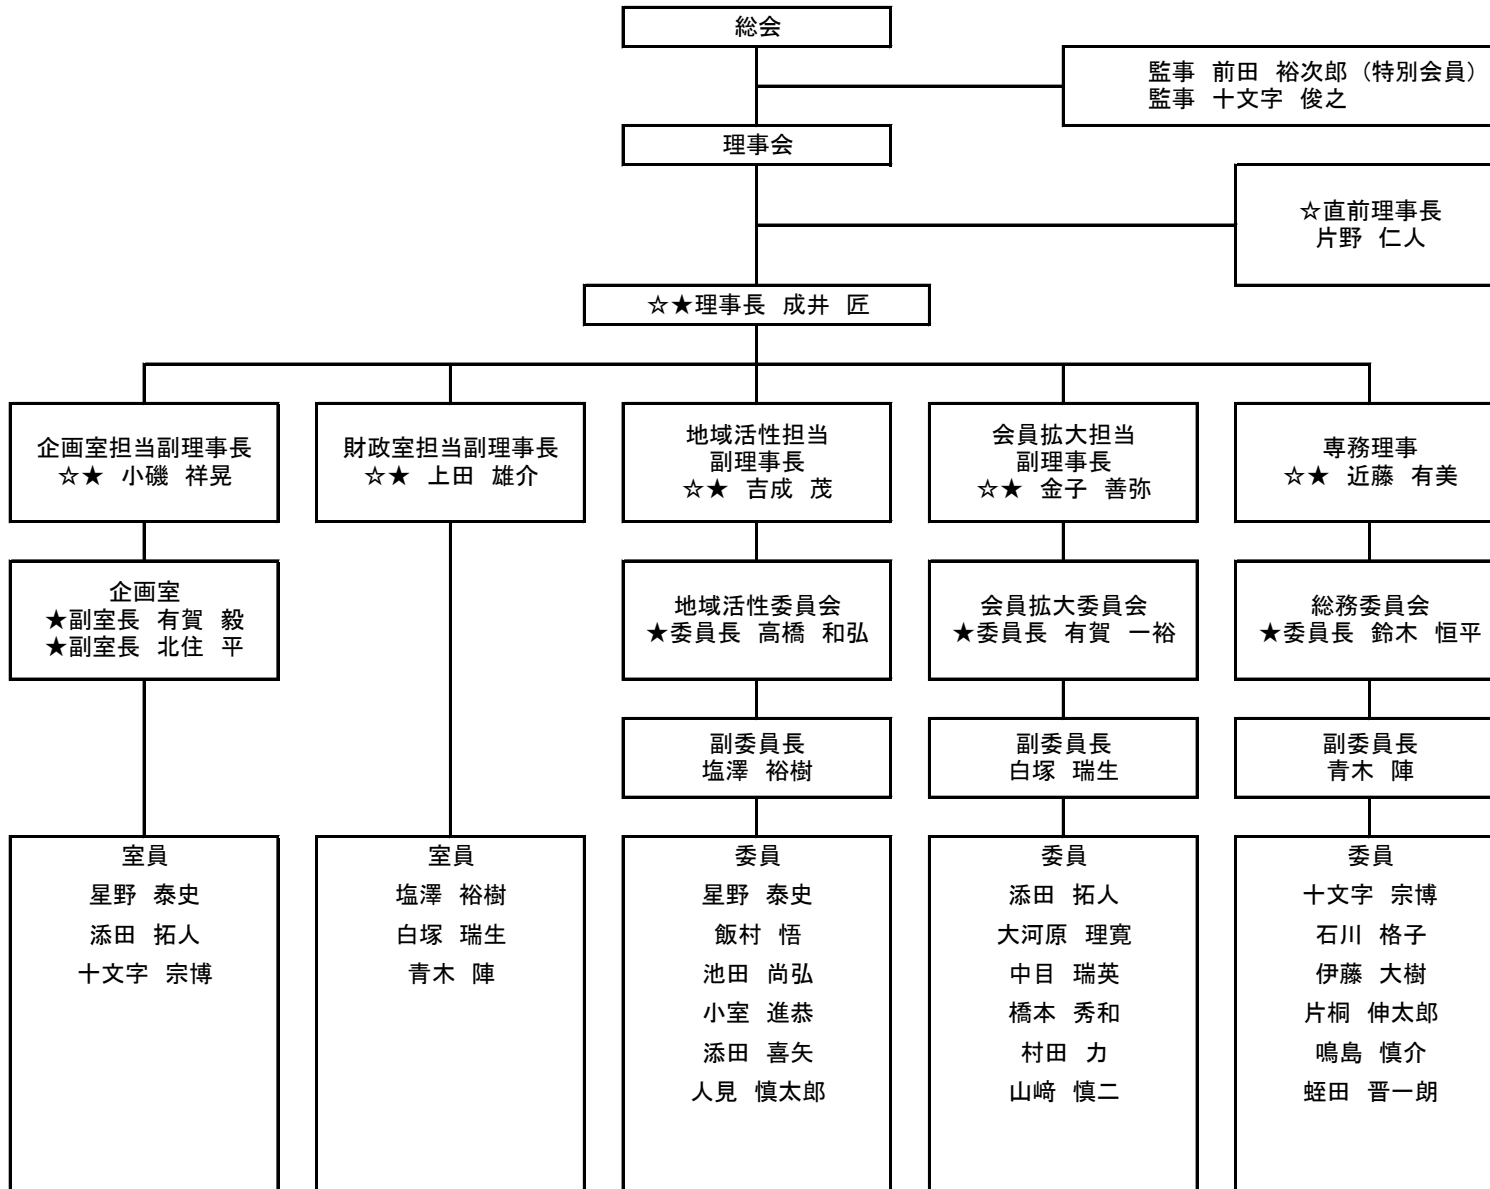 総会
監事 前田 裕次郎（特別会員）
監事 十文字 俊之
理事会
☆直前理事長
片野 仁人
☆★理事長 成井 匠
企画室担当副理事長
☆★ 小磯 祥晃
財政室担当副理事長
☆★ 上田 雄介
地域活性担当
副理事長
☆★ 吉成 茂
会員拡大担当
副理事長
☆★ 金子 善弥
専務理事
☆★ 近藤 有美
企画室
★副室長 有賀 毅
★副室長 北住 平
地域活性委員会
★委員長 高橋 和弘
会員拡大委員会
★委員長 有賀 一裕
総務委員会
★委員長 鈴木 恒平
副委員長
塩澤 裕樹
副委員長
白塚 瑞生
副委員長
青木 陣
室員
星野 泰史
添田 拓人
十文字 宗博
室員
塩澤 裕樹
白塚 瑞生
青木 陣
委員
星野 泰史
飯村 悟
池田 尚弘
小室 進恭
添田 喜矢
人見 慎太郎
委員
添田 拓人
大河原 理寛
中目 瑞英
橋本 秀和
村田 力
山﨑 慎二
委員
十文字 宗博
石川 格子
伊藤 大樹
片桐 伸太郎
鳴島 慎介
蛭田 晋一朗